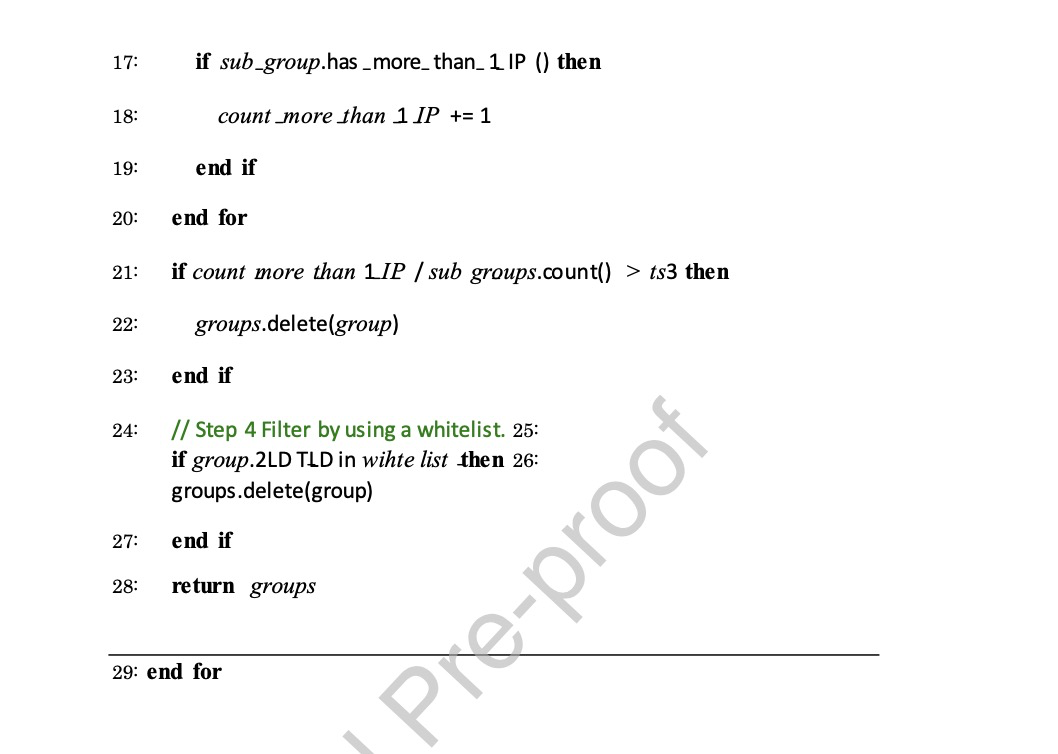 17: if sub_group.has _more_ than_ 1_IP () then
18: count _more _than _1 _IP += 1
19: end if
20: end for
21: if count more than 1_IP / sub groups.count() > ts3 then
22: groups.delete(group)
23: end if
24: // Step 4 Filter by using a whitelist. 25:
if group.2LD T_LD in wihte list _then 26:
groups.delete(group)
27: end if
28: return groups
29: end for
l Pre-proof